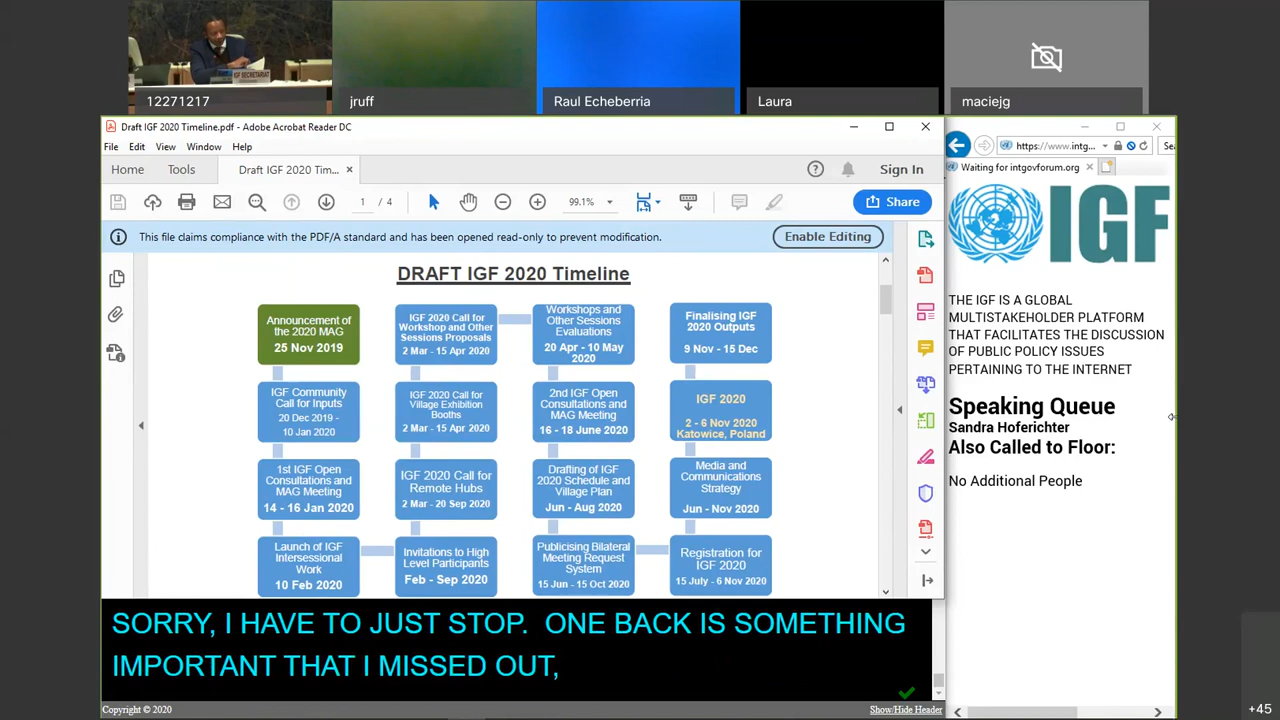 IGF SECRETARIAT
12271217
jruff
Raul Echeberria
Laura
maciejg
Draft IGF 2020 Timeline.pdf - Adobe Acrobat Reader DC
File Edit View Window Help
Home Tools Draft IGF 2020 Tim... × Sign In
1 / 4 99.1% Share
This file claims compliance with the PDF/A standard and has been opened read-only to prevent modification. Enable Editing
DRAFT IGF 2020 Timeline
Announcement of
the 2020 MAG
25 Nov 2019
IGF 2020 Call for
Workshop and Other
Sessions Proposals
2 Mar - 15 Apr 2020
Workshops and
Other Sessions
Evaluations
20 Apr - 10 May
2020
Finalising IGF
2020 Outputs
9 Nov - 15 Dec
IGF Community
Call for Inputs
20 Dec 2019 -
10 Jan 2020
IGF 2020 Call for
Village Exhibition
Booths
2 Mar - 15 Apr 2020
2nd IGF Open
Consultations and
MAG Meeting
16 - 18 June 2020
IGF 2020
2 - 6 Nov 2020
Katowice, Poland
1st IGF Open
Consultations and
MAG Meeting
14 - 16 Jan 2020
IGF 2020 Call for
Remote Hubs
2 Mar - 20 Sep 2020
Drafting of IGF
2020 Schedule and
Village Plan
Jun - Aug 2020
Media and
Communications
Strategy
Jun - Nov 2020
Launch of IGF
Intersessional
Work
10 Feb 2020
Invitations to High
Level Participants
Feb - Sep 2020
Publicising Bilateral
Meeting Request
System
15 Jun - 15 Oct 2020
Registration for
IGF 2020
15 July - 6 Nov 2020
https://www.intg...
Waiting for intgovforum.org
IGF
THE IGF IS A GLOBAL
MULTISTAKEHOLDER PLATFORM
THAT FACILITATES THE DISCUSSION
OF PUBLIC POLICY ISSUES
PERTAINING TO THE INTERNET
Speaking Queue
Sandra Hoferichter
Also Called to Floor:
No Additional People
SORRY, I HAVE TO JUST STOP. ONE BACK IS SOMETHING
IMPORTANT THAT I MISSED OUT,
Copyright © 2020 Show/Hide Header
+45